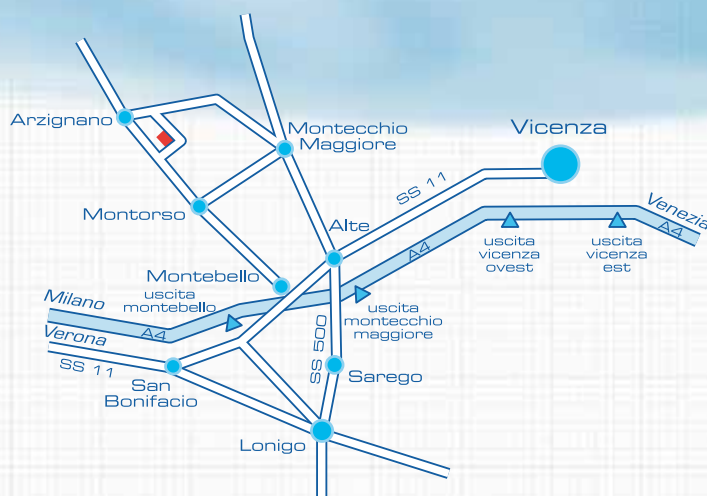 Arzignano
Montecchio
Maggiore
Vicenza
SS 11
Venezia
A4
Montorso
Alte
A4
uscita
vicenza
ovest
uscita
vicenza
est
Montebello
uscita
montebello
Milano
A4
uscita
montecchio
maggiore
Verona
SS 11
SS 500
San
Bonifacio
Sarego
Lonigo